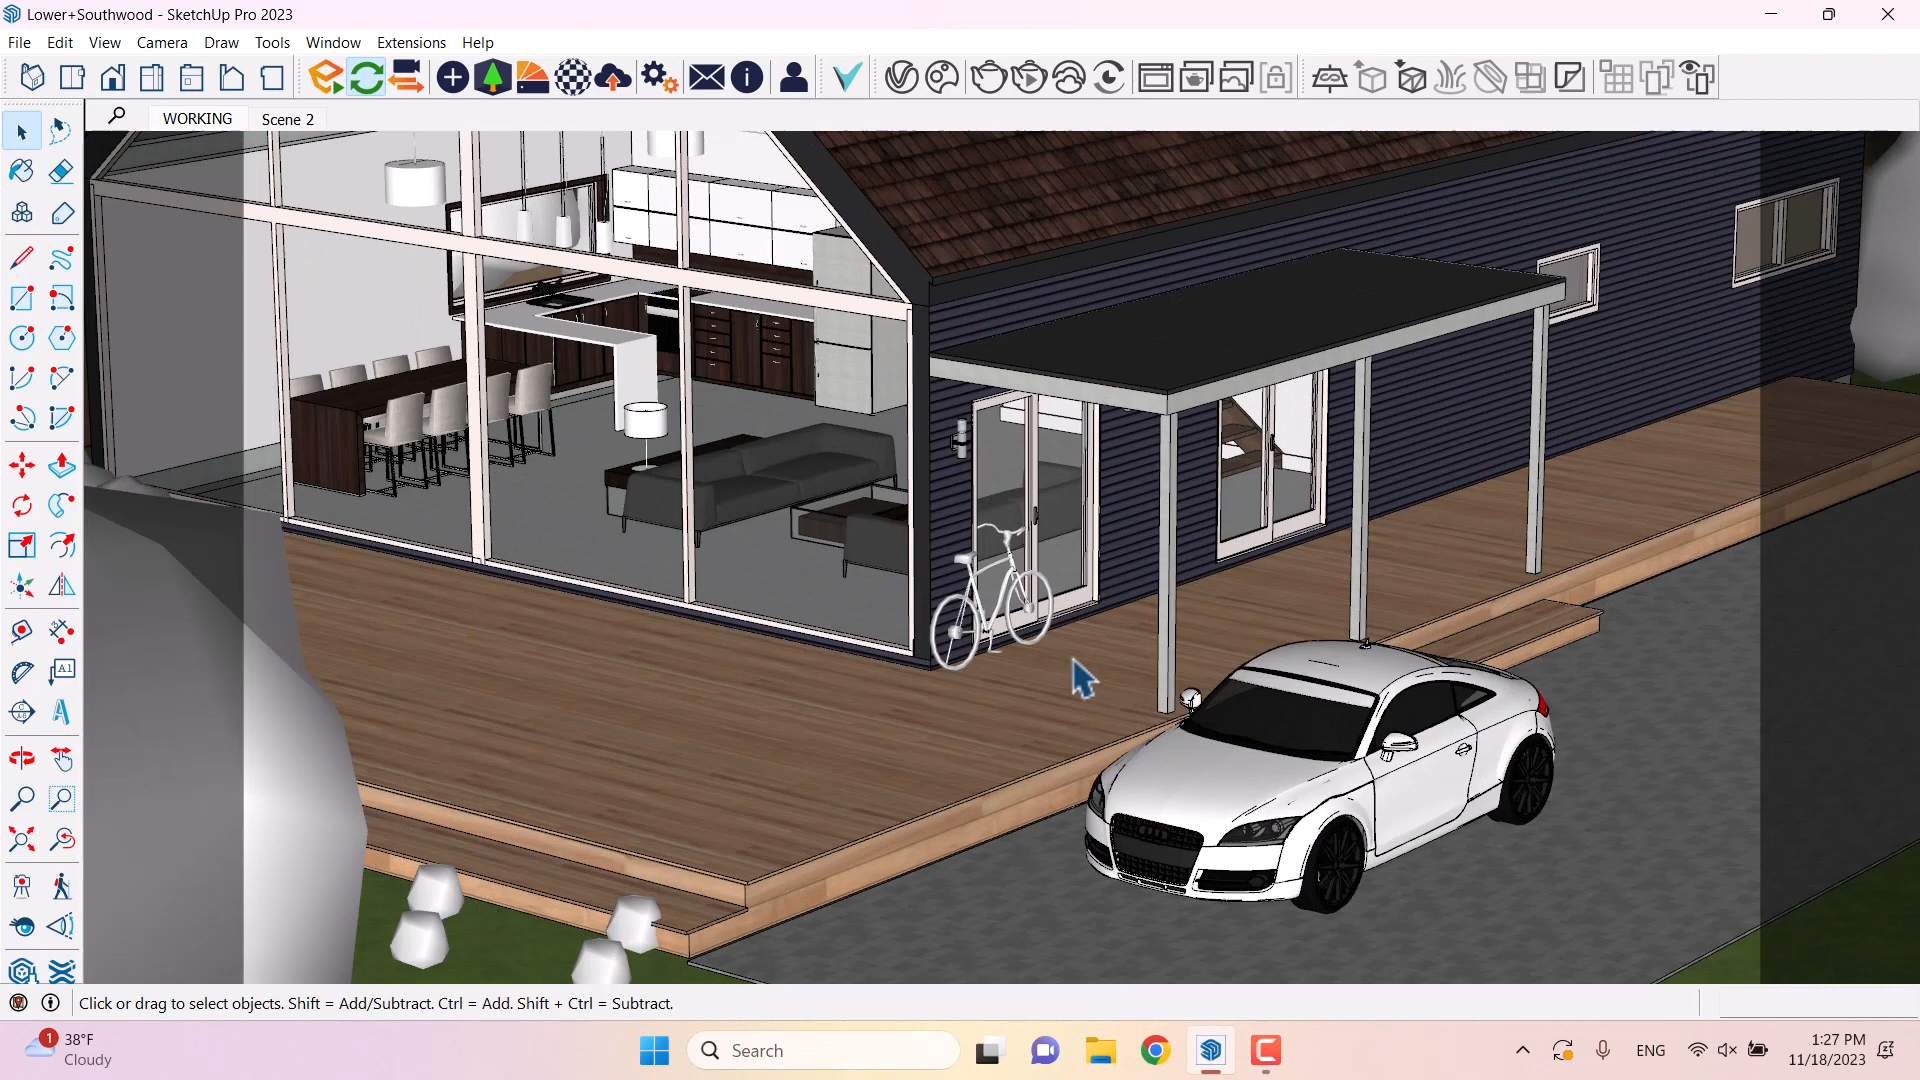 Lower+Southwood - SketchUp Pro 2023
File Edit View Camera Draw Tools Window Extensions Help
WORKING Scene 2
A1
Click or drag to select objects. Shift = Add/Subtract. Ctrl = Add. Shift + Ctrl = Subtract.
1
38°F
Cloudy
Search
ENG
1:27 PM
11/18/2023